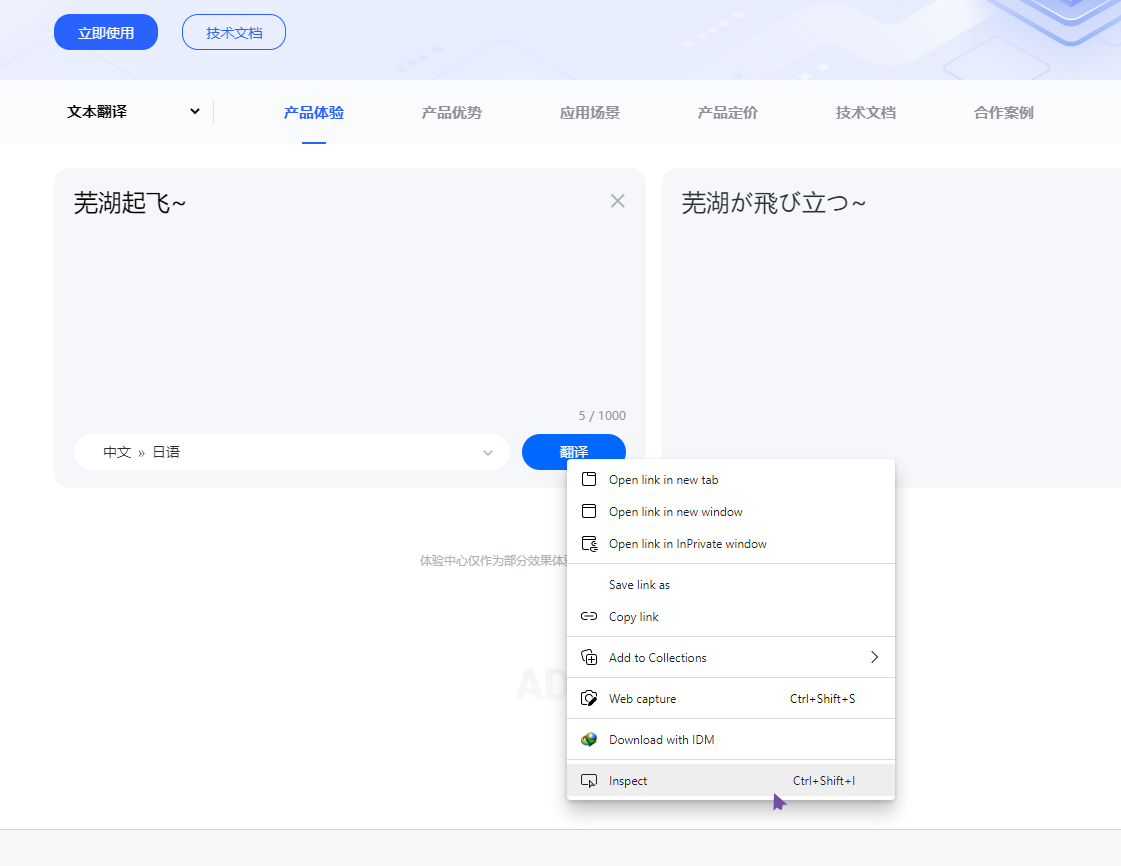 立即使用
技术文档
文本翻译
产品体验
产品优势
应用场景
产品定价
技术文档
合作案例
芜湖起飞~
芜湖が飛び立つ~
5 / 1000
中文 » 日语
翻译
Open link in new tab
Open link in new window
Open link in InPrivate window
体验中心仅作为部分效果体
Save link as
Copy link
Add to Collections
AD
Web capture
Ctrl+Shift+S
Download with IDM
Inspect
Ctrl+Shift+I